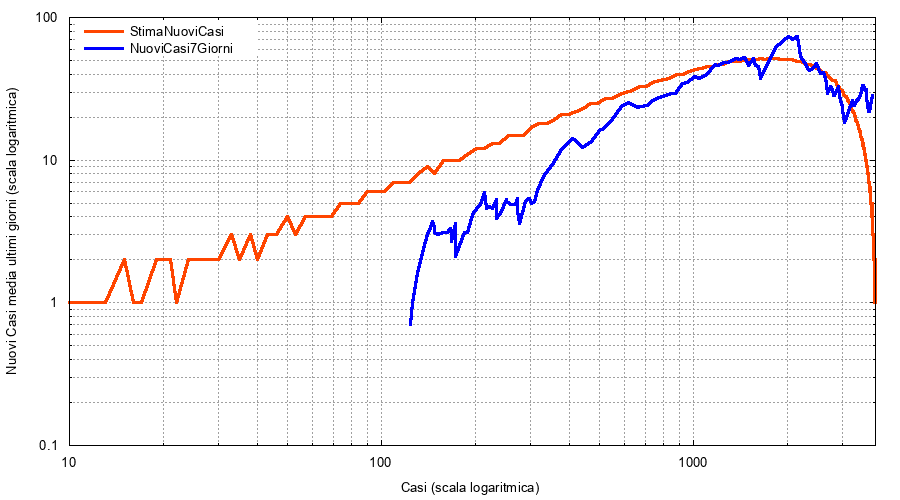 100
StimaNuoviCasi
NuoviCasi7Giorni
10
1
0.1
10
100
1000
Nuovi Casi media ultimi giorni (scala logaritmica)
Casi (scala logaritmica)